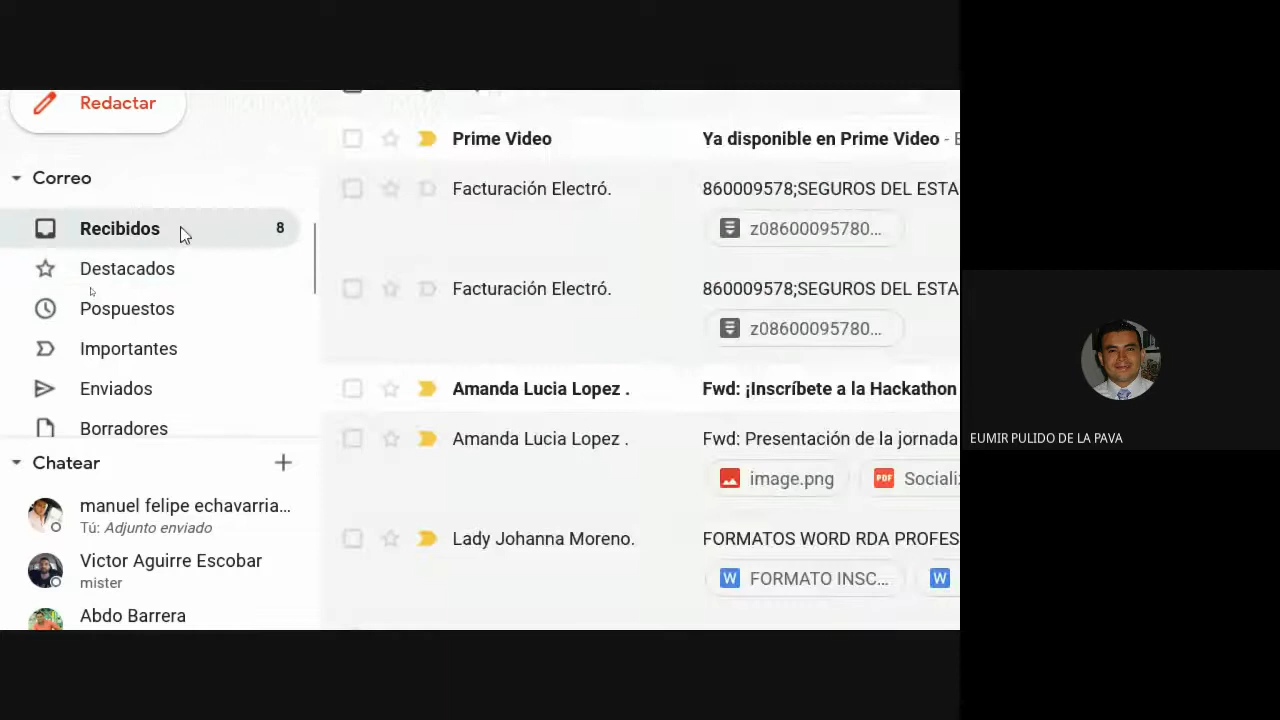 Redactar
Correo
Recibidos 8
Destacados
Pospuestos
Importantes
Enviados
Borradores
Chatear
manuel felipe echavarria...
Tú: Adjunto enviado
Victor Aguirre Escobar
mister
Abdo Barrera
Prime Video Ya disponible en Prime Video - E
Facturación Electró. 860009578;SEGUROS DEL ESTA
z08600095780...
Facturación Electró. 860009578;SEGUROS DEL ESTA
z08600095780...
Amanda Lucia Lopez . Fwd: ¡Inscríbete a la Hackathon
Amanda Lucia Lopez . Fwd: Presentación de la jornada
image.png PDF Sociali
Lady Johanna Moreno. FORMATOS WORD RDA PROFES
W FORMATO INSC... W
EUMIR PULIDO DE LA PAVA